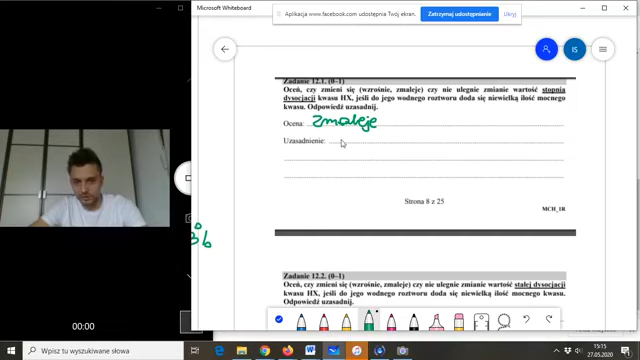 Microsoft Whiteboard
Aplikacja www.notowany.com udostępnia Twój ekran.
Zatrzymaj udostępnianie
Ukryj
IS
Zadanie 12.1. (0–1)
Oceń, czy zmieni się (wzrośnie, zmaleje) czy nie ulegnie zmianie wartość stopnia
dysocjacji kwasu HX, jeśli do jego wodnego roztworu doda się niewielką ilość mocnego
kwasu. Odpowiedź uzasadnij.
Ocena: zmaleje
Uzasadnienie:
Strona 8 z 25
MCH_1R
Zadanie 12.2. (0–1)
Oceń, czy zmieni się (wzrośnie, zmaleje) czy nie ulegnie zmianie wartość stałej dysocjacji
kwasu HX, jeśli do jego wodnego roztworu doda się niewielką ilość mocnego kwasu.
Odpowiedź uzasadnij.
00:00
Wpisz tu wyszukiwane słowa
15:15
27.05.2020